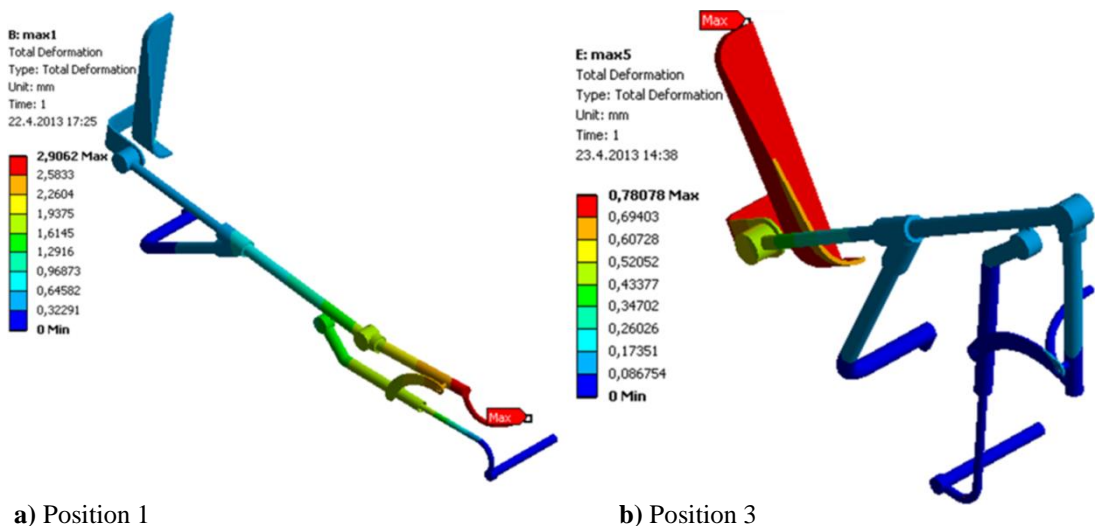 B: max1
Total Deformation
Type: Total Deformation
Unit: mm
Time: 1
22.4.2013 17:25
2,9062 Max
2,5833
2,2604
1,9375
1,6145
1,2916
0,96873
0,64582
0,32291
0 Min
Max
a) Position 1
Max
E: max5
Total Deformation
Type: Total Deformation
Unit: mm
Time: 1
23.4.2013 14:38
0,78078 Max
0,69403
0,60728
0,52052
0,43377
0,34702
0,26026
0,17351
0,086754
0 Min
b) Position 3